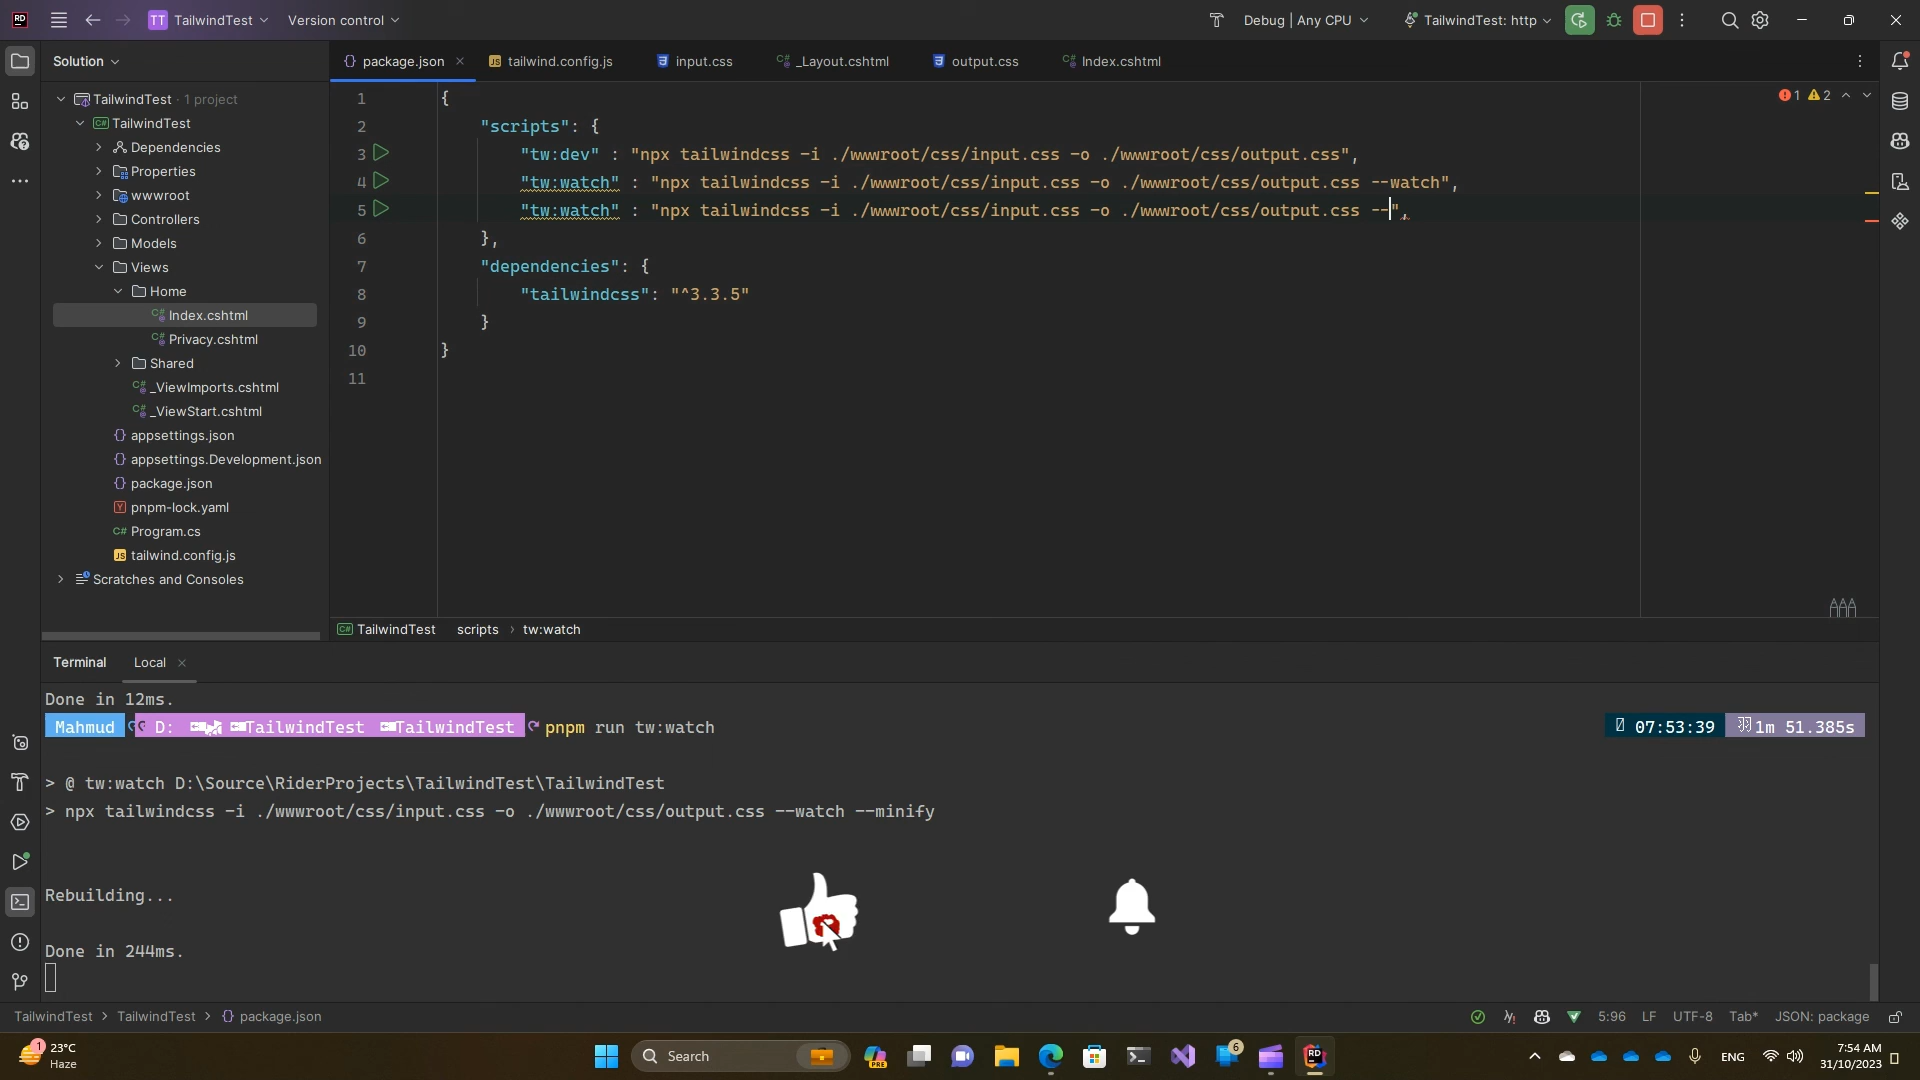 TT TailwindTest Version control Debug | Any CPU TailwindTest: http
Solution
package.json tailwind.config.js input.css _Layout.cshtml output.css Index.cshtml
TailwindTest · 1 project
TailwindTest
Dependencies
Properties
wwwroot
Controllers
Models
Views
Home
Index.cshtml
Privacy.cshtml
Shared
_ViewImports.cshtml
_ViewStart.cshtml
appsettings.json
appsettings.Development.json
package.json
pnpm-lock.yaml
Program.cs
tailwind.config.js
Scratches and Consoles
1 {
2 "scripts": {
3 "tw:dev" : "npx tailwindcss -i ./wwwroot/css/input.css -o ./wwwroot/css/output.css",
4 "tw:watch" : "npx tailwindcss -i ./wwwroot/css/input.css -o ./wwwroot/css/output.css --watch",
5 "tw:watch" : "npx tailwindcss -i ./wwwroot/css/input.css -o ./wwwroot/css/output.css --",
6 },
7 "dependencies": {
8 "tailwindcss": "^3.3.5"
9 }
10 }
11
1 2
TailwindTest scripts › tw:watch
Terminal Local
Done in 12ms.
Mahmud D: TailwindTest TailwindTest pnpm run tw:watch 07:53:39 1m 51.385s
> @ tw:watch D:\Source\RiderProjects\TailwindTest\TailwindTest
> npx tailwindcss -i ./wwwroot/css/input.css -o ./wwwroot/css/output.css --watch --minify
Rebuilding...
Done in 244ms.
TailwindTest > TailwindTest > package.json 5:96 LF UTF-8 Tab* JSON: package
1 23°C
Haze
Search
PRE
6
RD
ENG
7:54 AM
31/10/2023